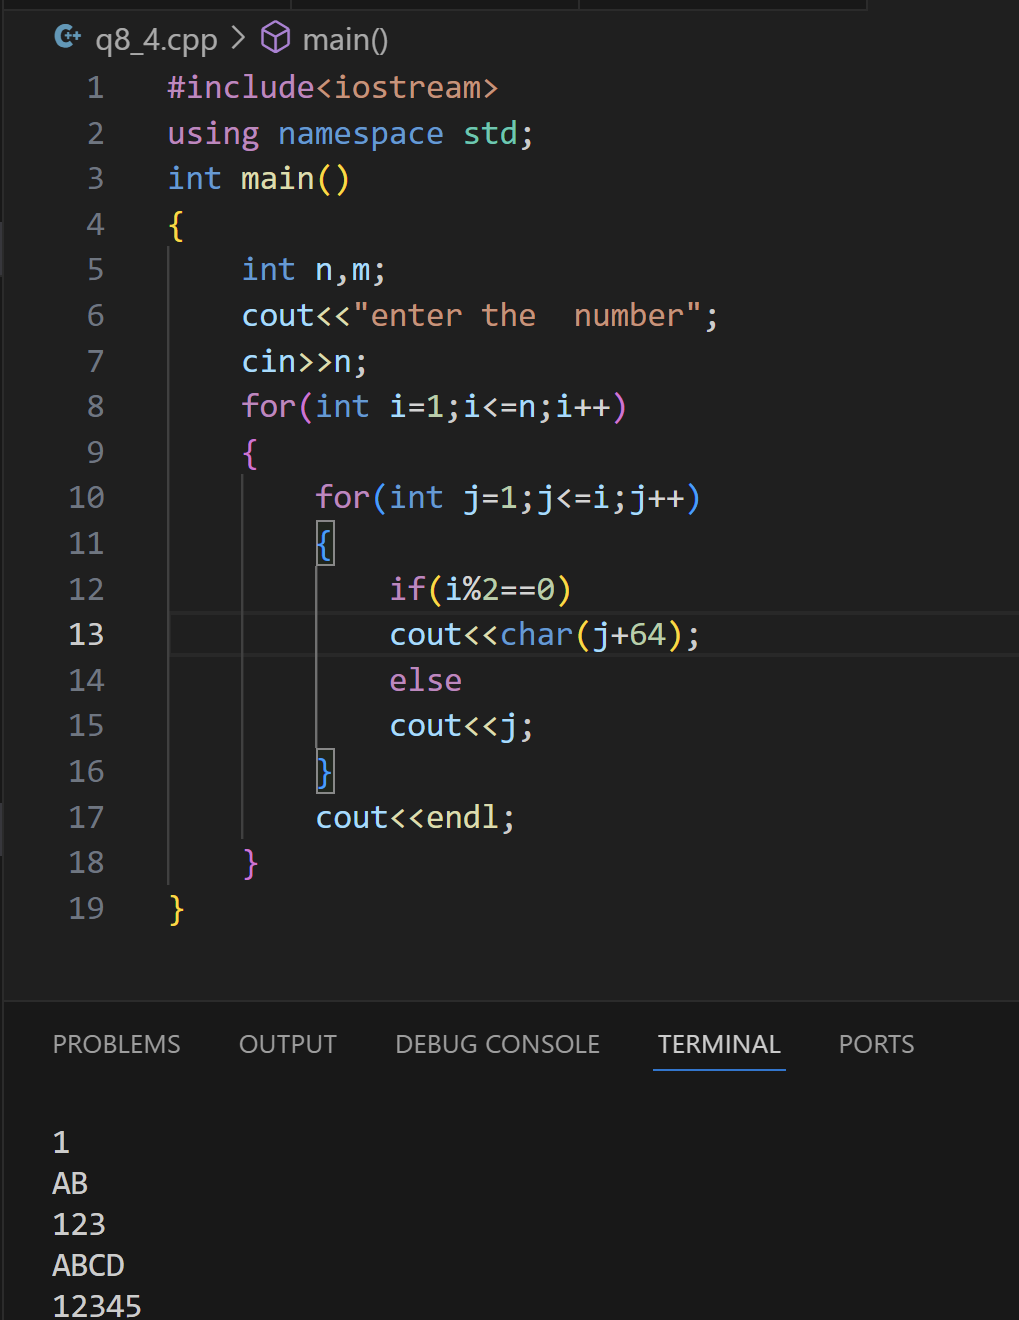 q8_4.cpp > main()
1 #include<iostream>
2 using namespace std;
3 int main()
4 {
5     int n,m;
6     cout<<"enter the  number";
7     cin>>n;
8     for(int i=1;i<=n;i++)
9     {
10         for(int j=1;j<=i;j++)
11         {
12             if(i%2==0)
13             cout<<char(j+64);
14             else
15             cout<<j;
16         }
17         cout<<endl;
18     }
19 }
PROBLEMS OUTPUT DEBUG CONSOLE TERMINAL PORTS
1
AB
123
ABCD
12345